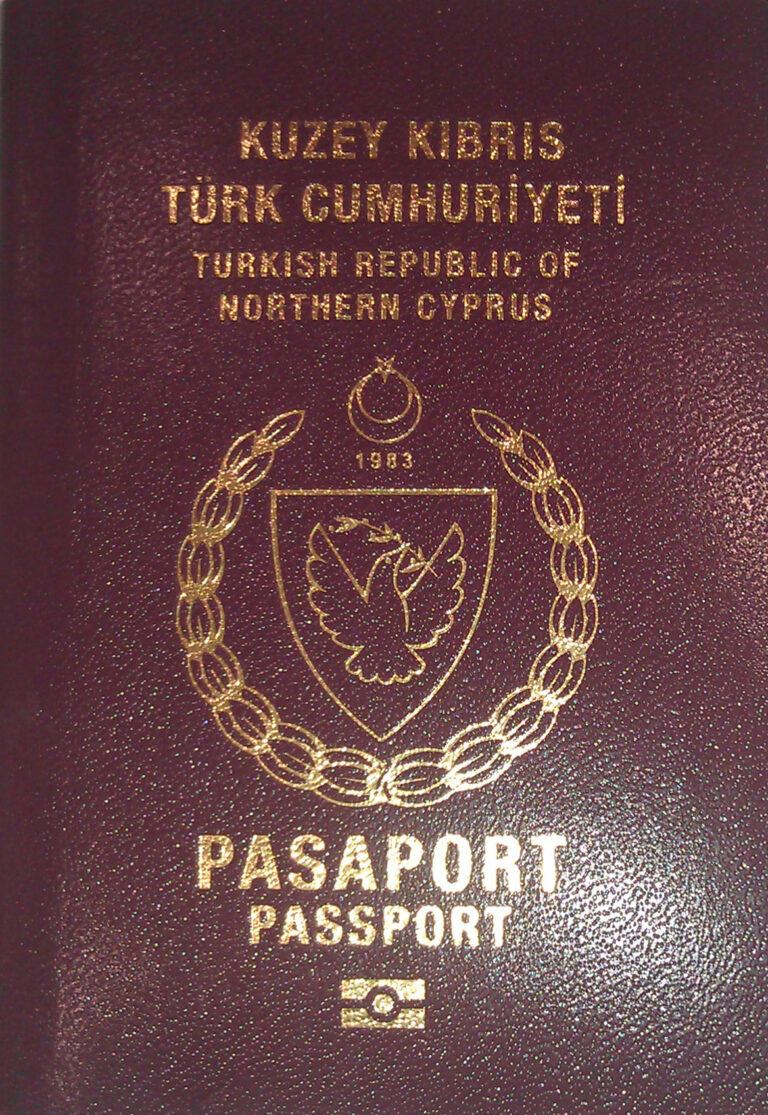 KUZEY KIBRIS
TÜRK CUMHURİYETİ
TURKISH REPUBLIC OF
NORTHERN CYPRUS
1983
PASAPORT
PASSPORT